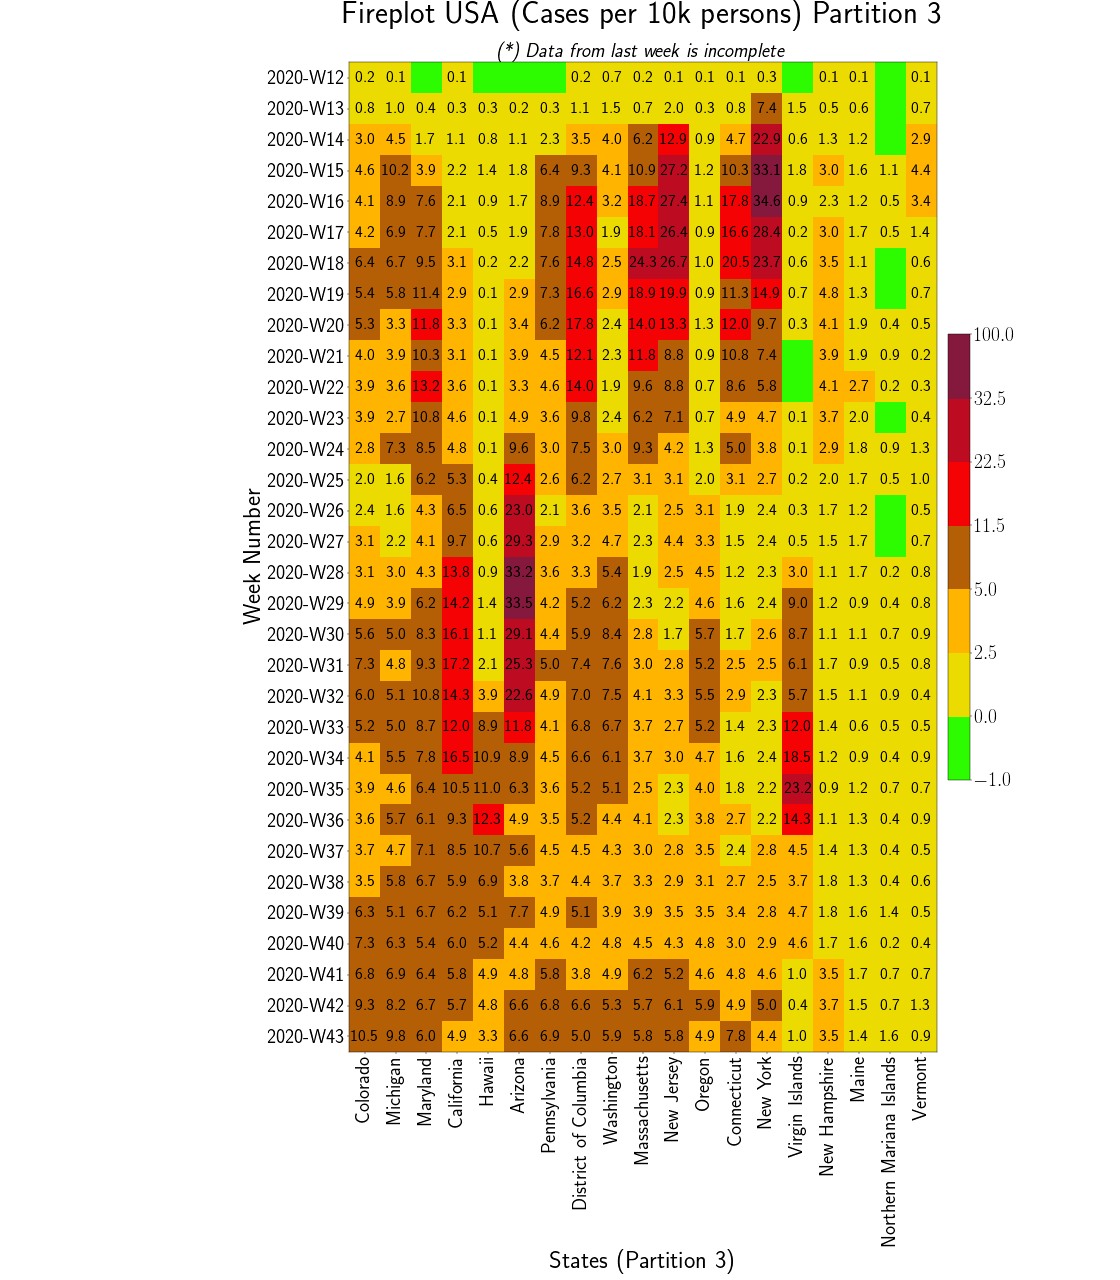 Fireplot USA (Cases per 10k persons) Partition 3
(*) Data from last week is incomplete
2020-W12 0.2 0.1 0.1 0.2 0.7 0.2 0.1 0.1 0.1 0.3 0.1 0.1 0.1
2020-W13 0.8 1.0 0.4 0.3 0.3 0.2 0.3 1.1 1.5 0.7 2.0 0.3 0.8 7.4 1.5 0.5 0.6 0.7
2020-W14 3.0 4.5 1.7 1.1 0.8 1.1 2.3 3.5 4.0 6.2 12.9 0.9 4.7 22.9 0.6 1.3 1.2 2.9
2020-W15 4.6 10.2 3.9 2.2 1.4 1.8 6.4 9.3 4.1 10.9 27.2 1.2 10.3 33.1 1.8 3.0 1.6 1.1 4.4
2020-W16 4.1 8.9 7.6 2.1 0.9 1.7 8.9 12.4 3.2 18.7 27.4 1.1 17.8 34.6 0.9 2.3 1.2 0.5 3.4
2020-W17 4.2 6.9 7.7 2.1 0.5 1.9 7.8 13.0 1.9 18.1 26.4 0.9 16.6 28.4 0.2 3.0 1.7 0.5 1.4
2020-W18 6.4 6.7 9.5 3.1 0.2 2.2 7.6 14.8 2.5 24.3 26.7 1.0 20.5 23.7 0.6 3.5 1.1 0.6
2020-W19 5.4 5.8 11.4 2.9 0.1 2.9 7.3 16.6 2.9 18.9 19.9 0.9 11.3 14.9 0.7 4.8 1.3 0.7
2020-W20 5.3 3.3 11.8 3.3 0.1 3.4 6.2 17.8 2.4 14.0 13.3 1.3 12.0 9.7 0.3 4.1 1.9 0.4 0.5
2020-W21 4.0 3.9 10.3 3.1 0.1 3.9 4.5 12.1 2.3 11.8 8.8 0.9 10.8 7.4 3.9 1.9 0.9 0.2
2020-W22 3.9 3.6 13.2 3.6 0.1 3.3 4.6 14.0 1.9 9.6 8.8 0.7 8.6 5.8 4.1 2.7 0.2 0.3
2020-W23 3.9 2.7 10.8 4.6 0.1 4.9 3.6 9.8 2.4 6.2 7.1 0.7 4.9 4.7 0.1 3.7 2.0 0.4
2020-W24 2.8 7.3 8.5 4.8 0.1 9.6 3.0 7.5 3.0 9.3 4.2 1.3 5.0 3.8 0.1 2.9 1.8 0.9 1.3
2020-W25 2.0 1.6 6.2 5.3 0.4 12.4 2.6 6.2 2.7 3.1 3.1 2.0 3.1 2.7 0.2 2.0 1.7 0.5 1.0
2020-W26 2.4 1.6 4.3 6.5 0.6 23.0 2.1 3.6 3.5 2.1 2.5 3.1 1.9 2.4 0.3 1.7 1.2 0.5
2020-W27 3.1 2.2 4.1 9.7 0.6 29.3 2.9 3.2 4.7 2.3 4.4 3.3 1.5 2.4 0.5 1.5 1.7 0.7
2020-W28 3.1 3.0 4.3 13.8 0.9 33.2 3.6 3.3 5.4 1.9 2.5 4.5 1.2 2.3 3.0 1.1 1.7 0.2 0.8
2020-W29 4.9 3.9 6.2 14.2 1.4 33.5 4.2 5.2 6.2 2.3 2.2 4.6 1.6 2.4 9.0 1.2 0.9 0.4 0.8
2020-W30 5.6 5.0 8.3 16.1 1.1 29.1 4.4 5.9 8.4 2.8 1.7 5.7 1.7 2.6 8.7 1.1 1.1 0.7 0.9
2020-W31 7.3 4.8 9.3 17.2 2.1 25.3 5.0 7.4 7.6 3.0 2.8 5.2 2.5 2.5 6.1 1.7 0.9 0.5 0.8
2020-W32 6.0 5.1 10.8 14.3 3.9 22.6 4.9 7.0 7.5 4.1 3.3 5.5 2.9 2.3 5.7 1.5 1.1 0.9 0.4
2020-W33 5.2 5.0 8.7 12.0 8.9 11.8 4.1 6.8 6.7 3.7 2.7 5.2 1.4 2.3 12.0 1.4 0.6 0.5 0.5
2020-W34 4.1 5.5 7.8 16.5 10.9 8.9 4.5 6.6 6.1 3.7 3.0 4.7 1.6 2.4 18.5 1.2 0.9 0.4 0.9
2020-W35 3.9 4.6 6.4 10.5 11.0 6.3 3.6 5.2 5.1 2.5 2.3 4.0 1.8 2.2 23.2 0.9 1.2 0.7 0.7
2020-W36 3.6 5.7 6.1 9.3 12.3 4.9 3.5 5.2 4.4 4.1 2.3 3.8 2.7 2.2 14.3 1.1 1.3 0.4 0.9
2020-W37 3.7 4.7 7.1 8.5 10.7 5.6 4.5 4.5 4.3 3.0 2.8 3.5 2.4 2.8 4.5 1.4 1.3 0.4 0.5
2020-W38 3.5 5.8 6.7 5.9 6.9 3.8 3.7 4.4 3.7 3.3 2.9 3.1 2.7 2.5 3.7 1.8 1.3 0.4 0.6
2020-W39 6.3 5.1 6.7 6.2 5.1 7.7 4.9 5.1 3.9 3.9 3.5 3.5 3.4 2.8 4.7 1.8 1.6 1.4 0.5
2020-W40 7.3 6.3 5.4 6.0 5.2 4.4 4.6 4.2 4.8 4.5 4.3 4.8 3.0 2.9 4.6 1.7 1.6 0.2 0.4
2020-W41 6.8 6.9 6.4 5.8 4.9 4.8 5.8 3.8 4.9 6.2 5.2 4.6 4.8 4.6 1.0 3.5 1.7 0.7 0.7
2020-W42 9.3 8.2 6.7 5.7 4.8 6.6 6.8 6.6 5.3 5.7 6.1 5.9 4.9 5.0 0.4 3.7 1.5 0.7 1.3
2020-W43 10.5 9.8 6.0 4.9 3.3 6.6 6.9 5.0 5.9 5.8 5.8 4.9 7.8 4.4 1.0 3.5 1.4 1.6 0.9
Week Number
Colorado
Michigan
Maryland
California
Hawaii
Arizona
Pennsylvania
District of Columbia
Washington
Massachusetts
New Jersey
Oregon
Connecticut
New York
Virgin Islands
New Hampshire
Maine
Northern Mariana Islands
Vermont
States (Partition 3)
100.0
32.5
22.5
11.5
5.0
2.5
0.0
−1.0